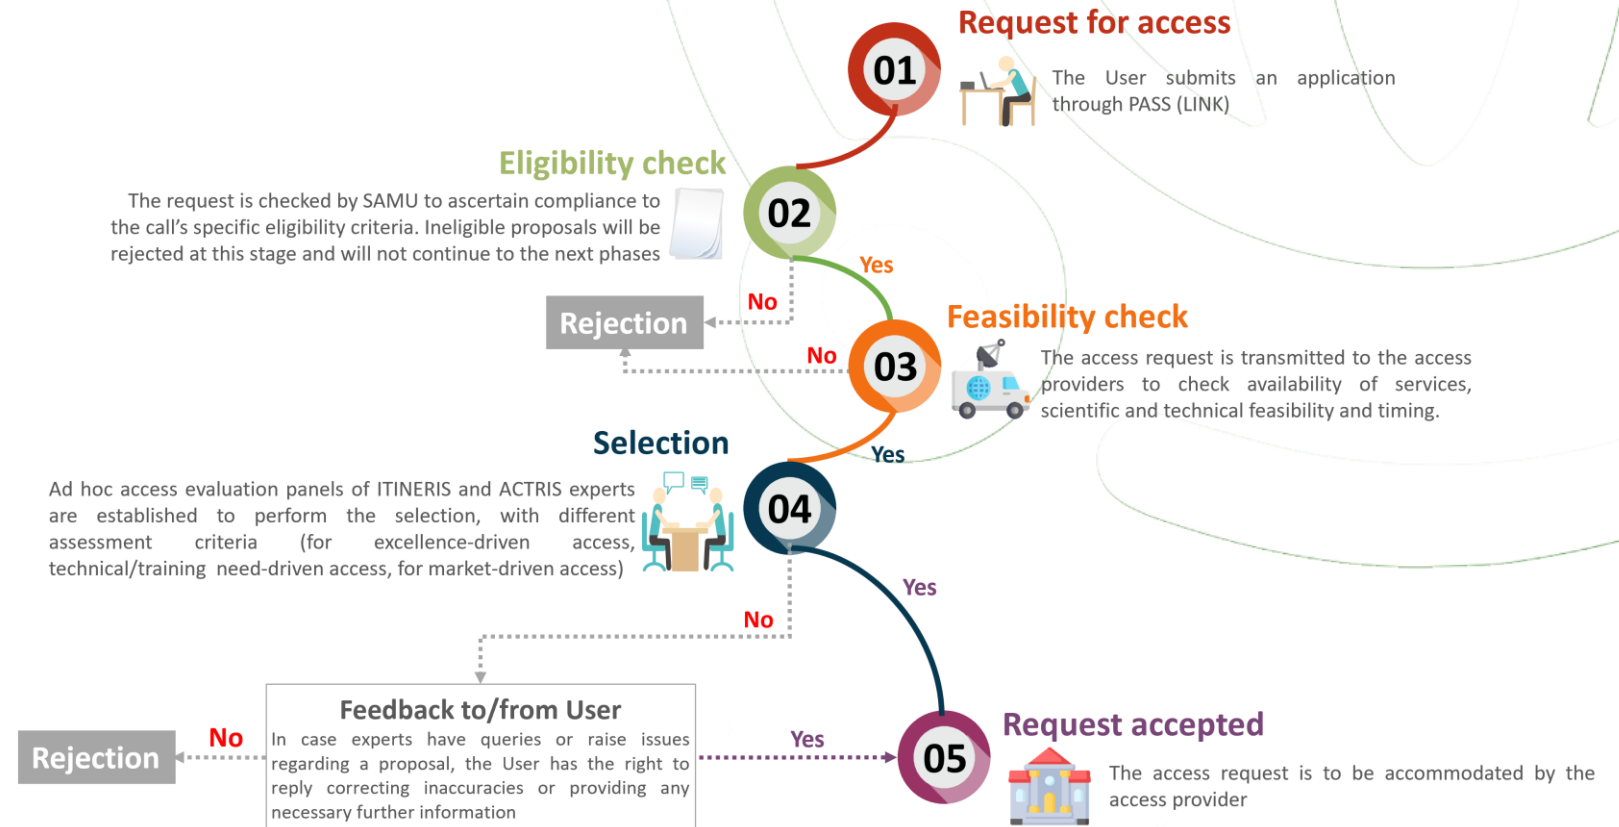 Request for access
01
The User submits an application
through PASS (LINK)
Eligibility check
The request is checked by SAMU to ascertain compliance to
the call's specific eligibility criteria. Ineligible proposals will be
rejected at this stage and will not continue to the next phases
02
Yes
No
Rejection
Feasibility check
No
03
The access request is transmitted to the access
providers to check availability of services,
scientific and technical feasibility and timing.
Selection
Yes
Ad hoc access evaluation panels of ITINERIS and ACTRIS experts
are established to perform the selection, with different
assessment criteria (for excellence-driven access,
technical/training need-driven access, for market-driven access)
04
Yes
No
Feedback to/from User
In case experts have queries or raise issues
regarding a proposal, the User has the right to
reply correcting inaccuracies or providing any
necessary further information
No
Rejection
Yes
05
Request accepted
The access request is to be accommodated by the
access provider